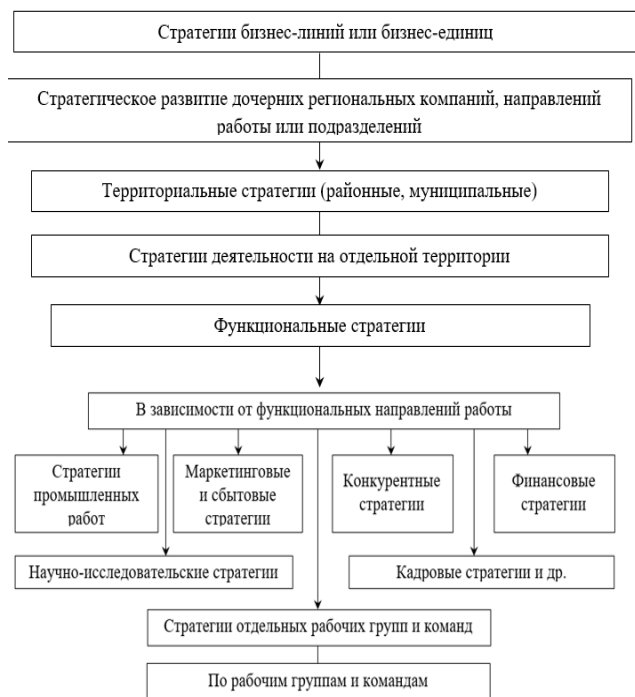 Стратегии бизнес-линий или бизнес-единиц
Стратегическое развитие дочерних региональных компаний, направлений
работы или подразделений
Территориальные стратегии (районные, муниципальные)
Стратегии деятельности на отдельной территории
Функциональные стратегии
В зависимости от функциональных направлений работы
Стратегии
промышленных
работ
Маркетинговые
и сбытовые
стратегии
Конкурентные
стратегии
Финансовые
стратегии
Научно-исследовательские стратегии
Кадровые стратегии и др.
Стратегии отдельных рабочих групп и команд
По рабочим группам и командам